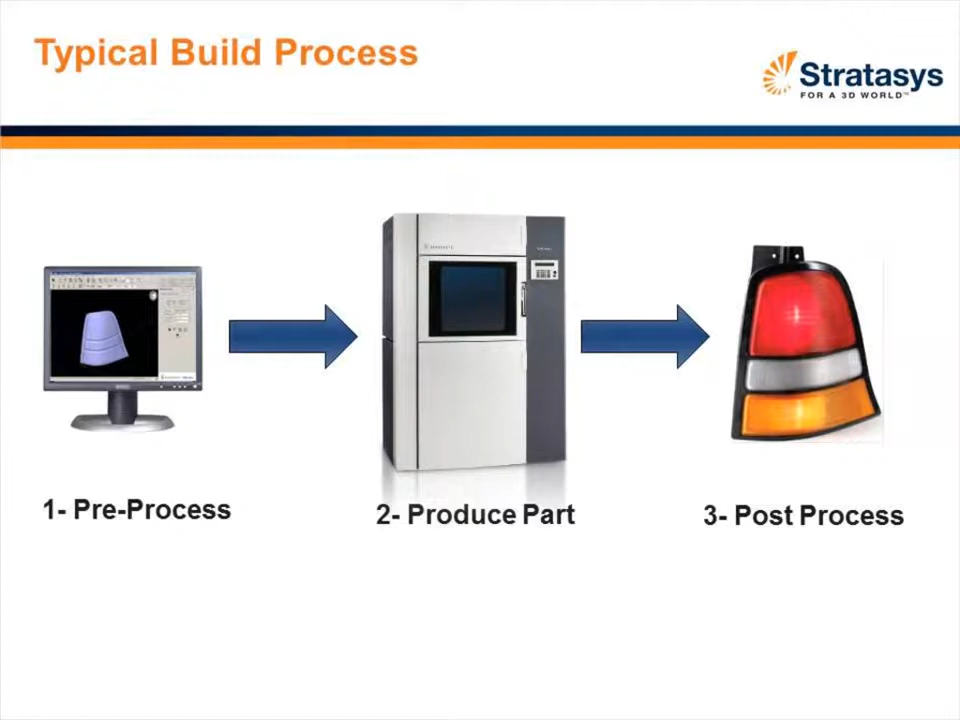 Typical Build Process
Stratasys
FOR A 3D WORLD™
1- Pre-Process
2- Produce Part
3- Post Process